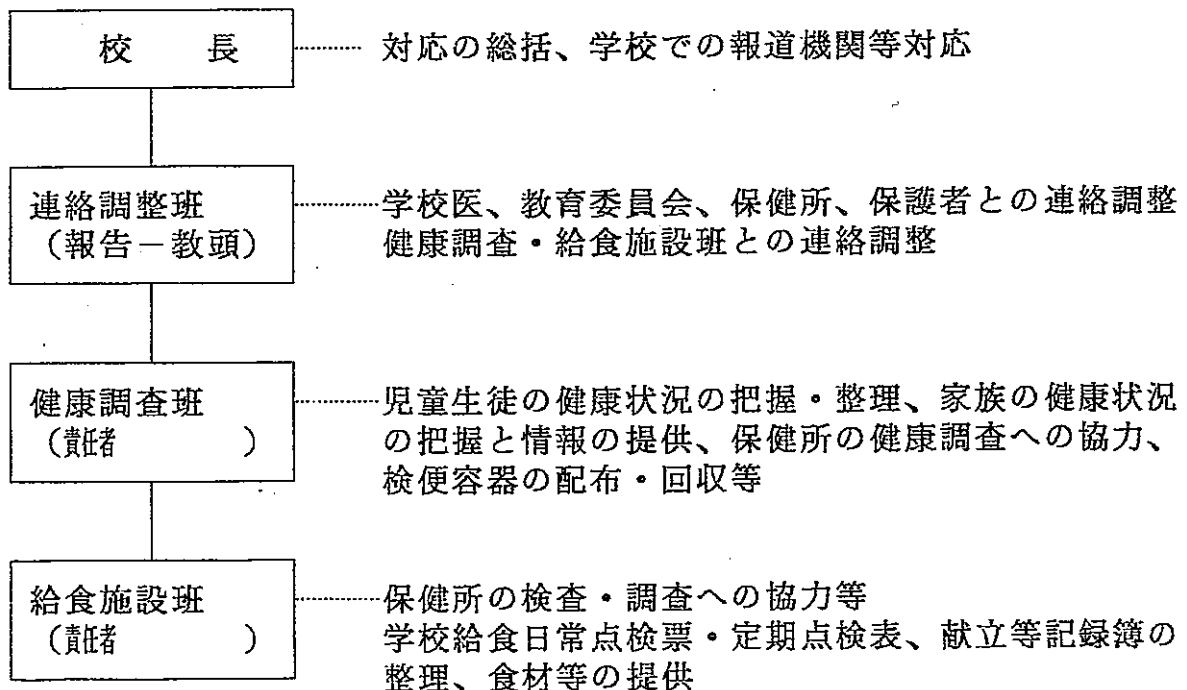 校　　長
対応の総括、学校での報道機関等対応
連絡調整班
（報告－教頭）
学校医、教育委員会、保健所、保護者との連絡調整
健康調査・給食施設班との連絡調整
健康調査班
（責任者　　　　）
児童生徒の健康状況の把握・整理、家族の健康状況
の把握と情報の提供、保健所の健康調査への協力、
検便容器の配布・回収等
給食施設班
（責任者　　　　）
保健所の検査・調査への協力等
学校給食日常点検票・定期点検表、献立等記録簿の
整理、食材等の提供